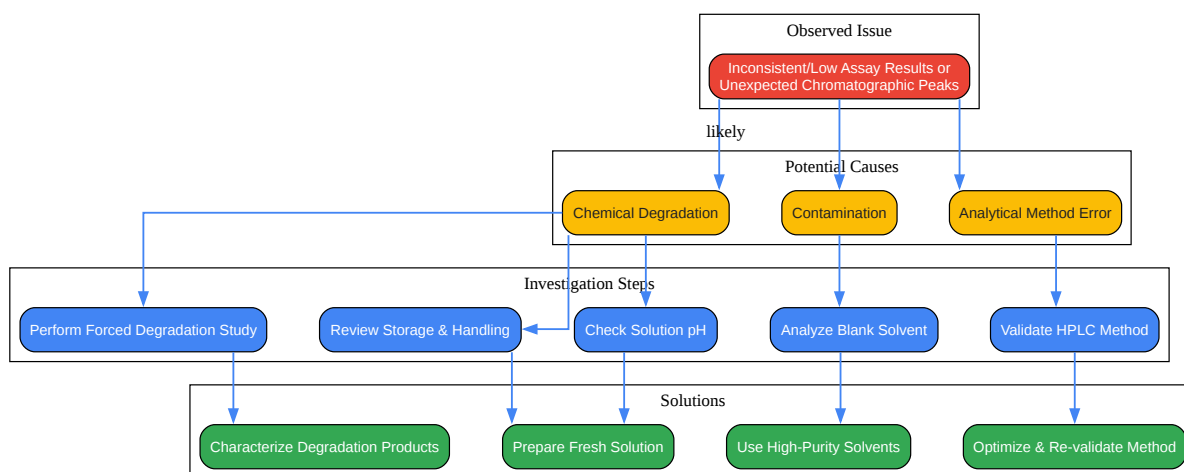 Observed Issue
Inconsistent/Low Assay Results or
Unexpected Chromatographic Peaks
likely
Potential Causes
Chemical Degradation
Contamination
Analytical Method Error
Investigation Steps
Perform Forced Degradation Study
Review Storage & Handling
Check Solution pH
Analyze Blank Solvent
Validate HPLC Method
Solutions
Characterize Degradation Products
Prepare Fresh Solution
Use High-Purity Solvents
Optimize & Re-validate Method